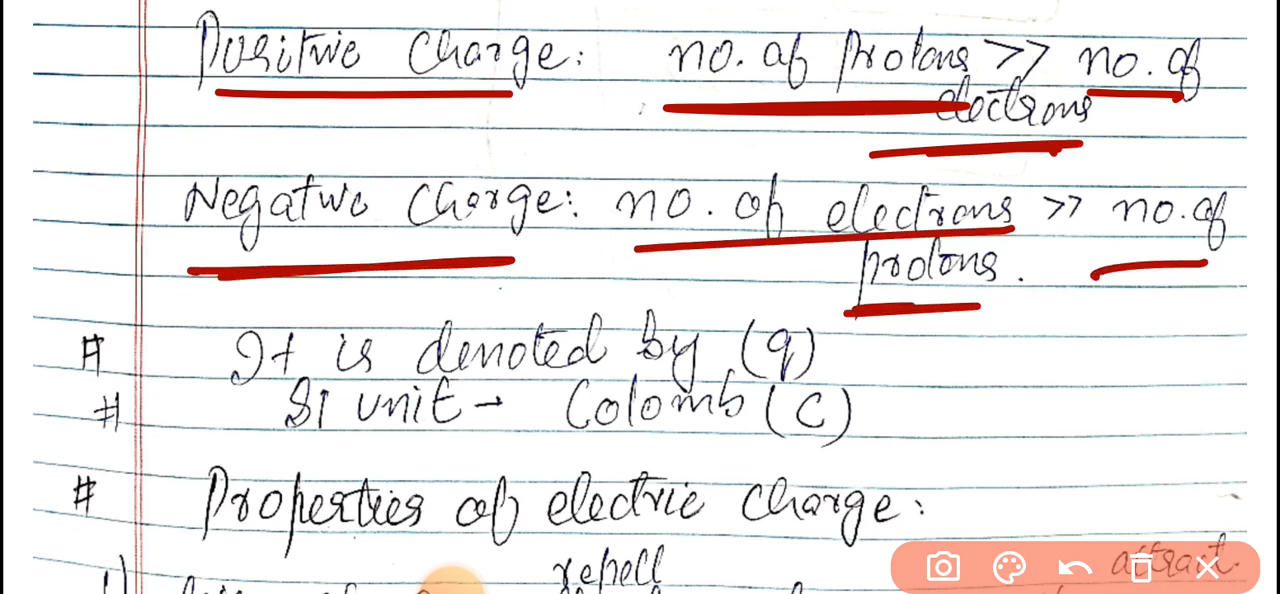 Positive Charge: no. of protons >> no. of
electrons
Negative Charge: no. of electrons >> no. of
protons.
# It is denoted by (q)
# SI unit → Colomb (C)
# Properties of electric charge:
repell attract.
1)